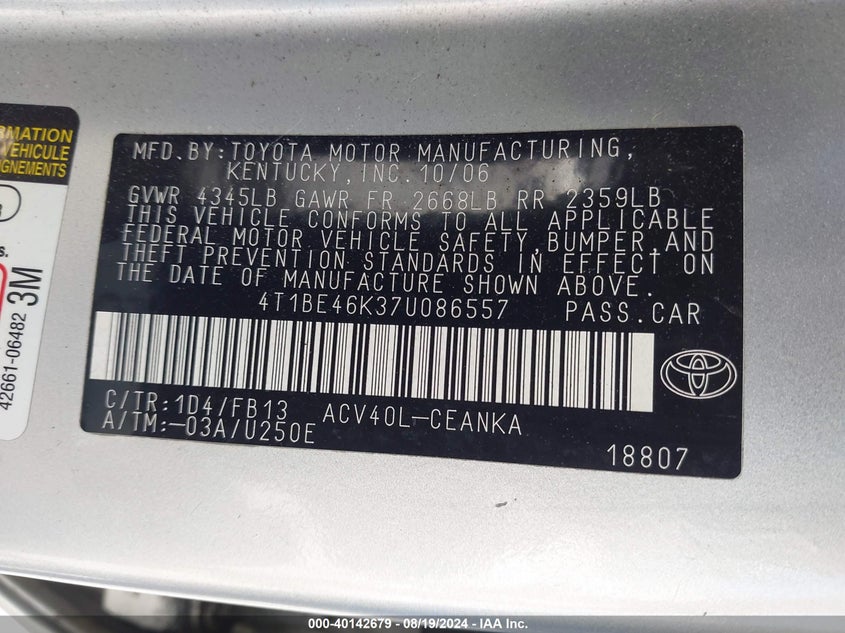 RMATION
VEHICULE
IGNEMENTS
s.
42661-06482
3M
MFD.BY:TOYOTA MOTOR MANUFACTURING,
KENTUCKY,INC. 10/06
GVWR 4345LB GAWR FR 2668LB RR 2359LB
THIS VEHICLE CONFORMS TO ALL APPLICABLE
FEDERAL MOTOR VEHICLE SAFETY,BUMPER,AND
THEFT PREVENTION STANDARDS IN EFFECT ON
THE DATE OF MANUFACTURE SHOWN ABOVE.
4T1BE46K37U086557 PASS.CAR
C/TR:1D4/FB13 ACV40L-CEANKA
A/TM:-03A/U250E
18807
000-40142679 - 08/19/2024 - IAA Inc.